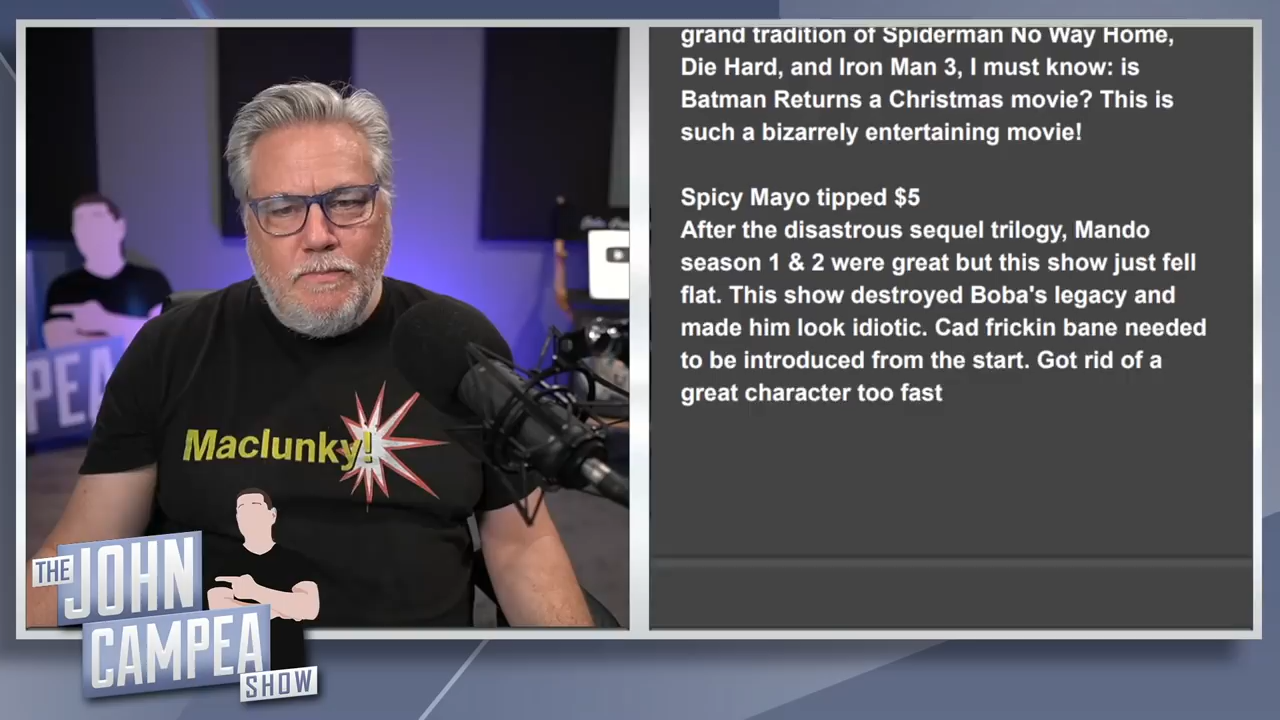 grand tradition of Spiderman No Way Home,
Die Hard, and Iron Man 3, I must know: is
Batman Returns a Christmas movie? This is
such a bizarrely entertaining movie!
Spicy Mayo tipped $5
After the disastrous sequel trilogy, Mando
season 1 & 2 were great but this show just fell
flat. This show destroyed Boba's legacy and
made him look idiotic. Cad frickin bane needed
to be introduced from the start. Got rid of a
great character too fast
Maclunky!
PEA
THE
JOHN
CAMPEA
SHOW